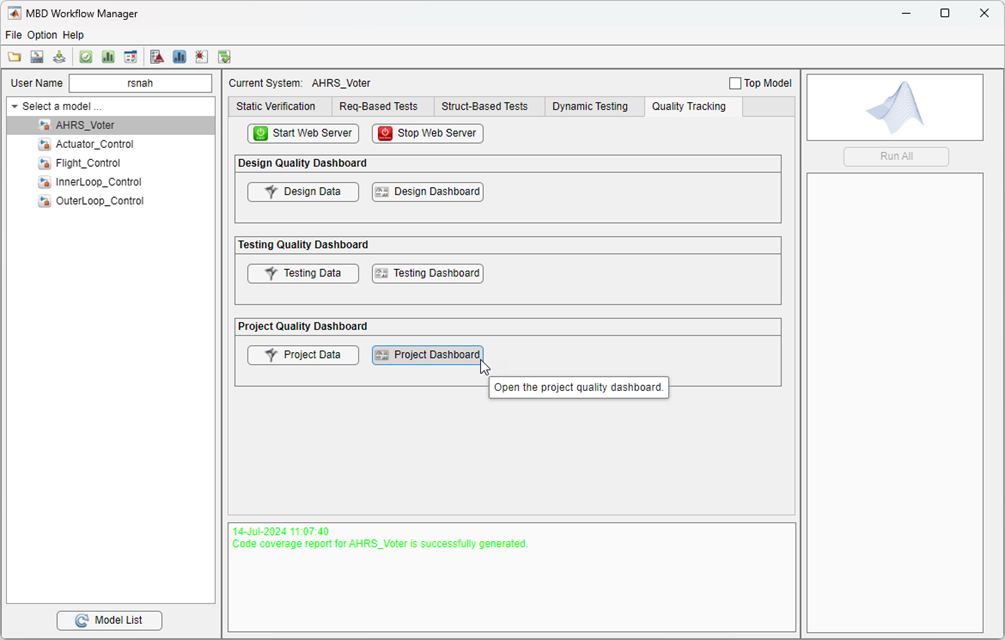 MBD Workflow Manager
File Option Help
User Name rsnah
Current System: AHRS_Voter
Top Model
Select a model ...
AHRS_Voter
Actuator_Control
Flight_Control
InnerLoop_Control
OuterLoop_Control
Model List
Static Verification Req-Based Tests Struct-Based Tests Dynamic Testing Quality Tracking
Start Web Server Stop Web Server
Design Quality Dashboard
Design Data Design Dashboard
Testing Quality Dashboard
Testing Data Testing Dashboard
Project Quality Dashboard
Project Data Project Dashboard
Open the project quality dashboard.
14-Jul-2024 11:07:40
Code coverage report for AHRS_Voter is successfully generated.
Run All